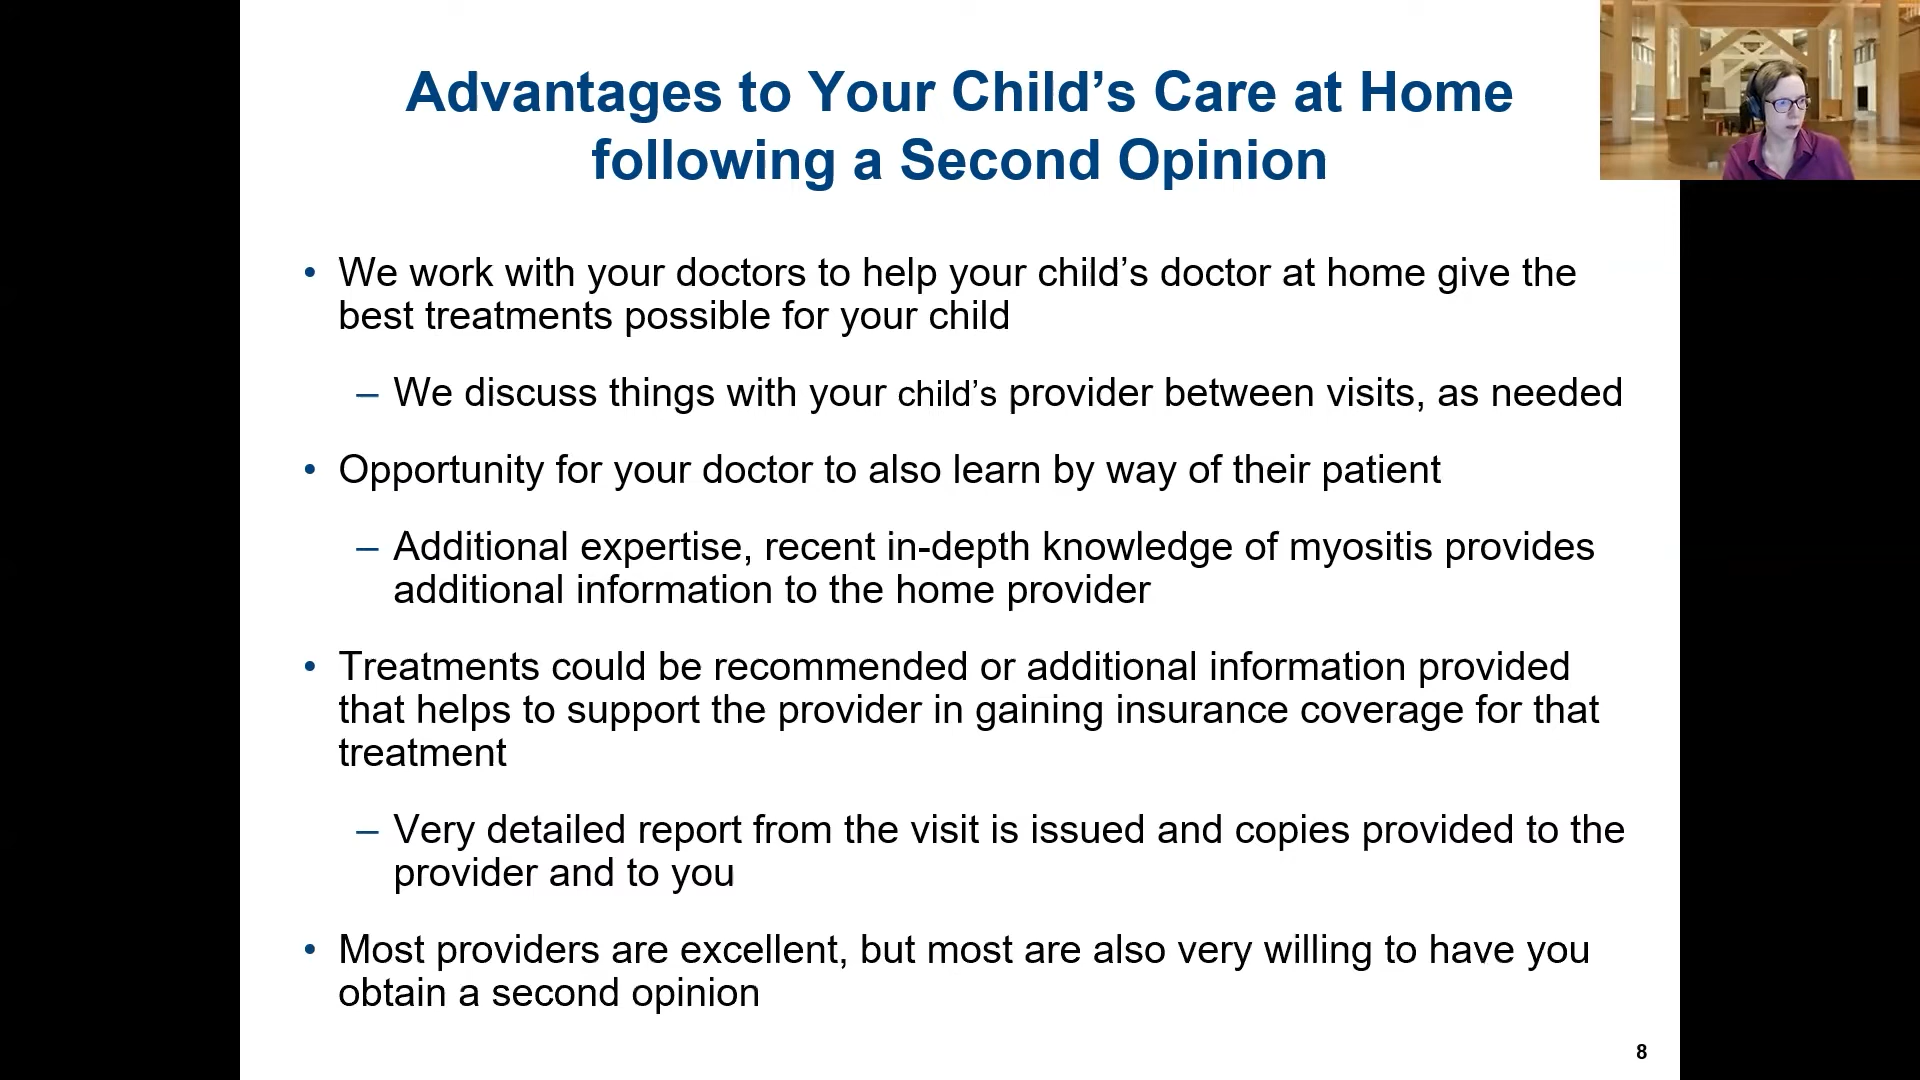 Advantages to Your Child’s Care at Home
following a Second Opinion
• We work with your doctors to help your child’s doctor at home give the
best treatments possible for your child
– We discuss things with your child’s provider between visits, as needed
• Opportunity for your doctor to also learn by way of their patient
– Additional expertise, recent in-depth knowledge of myositis provides
additional information to the home provider
• Treatments could be recommended or additional information provided
that helps to support the provider in gaining insurance coverage for that
treatment
– Very detailed report from the visit is issued and copies provided to the
provider and to you
• Most providers are excellent, but most are also very willing to have you
obtain a second opinion
8